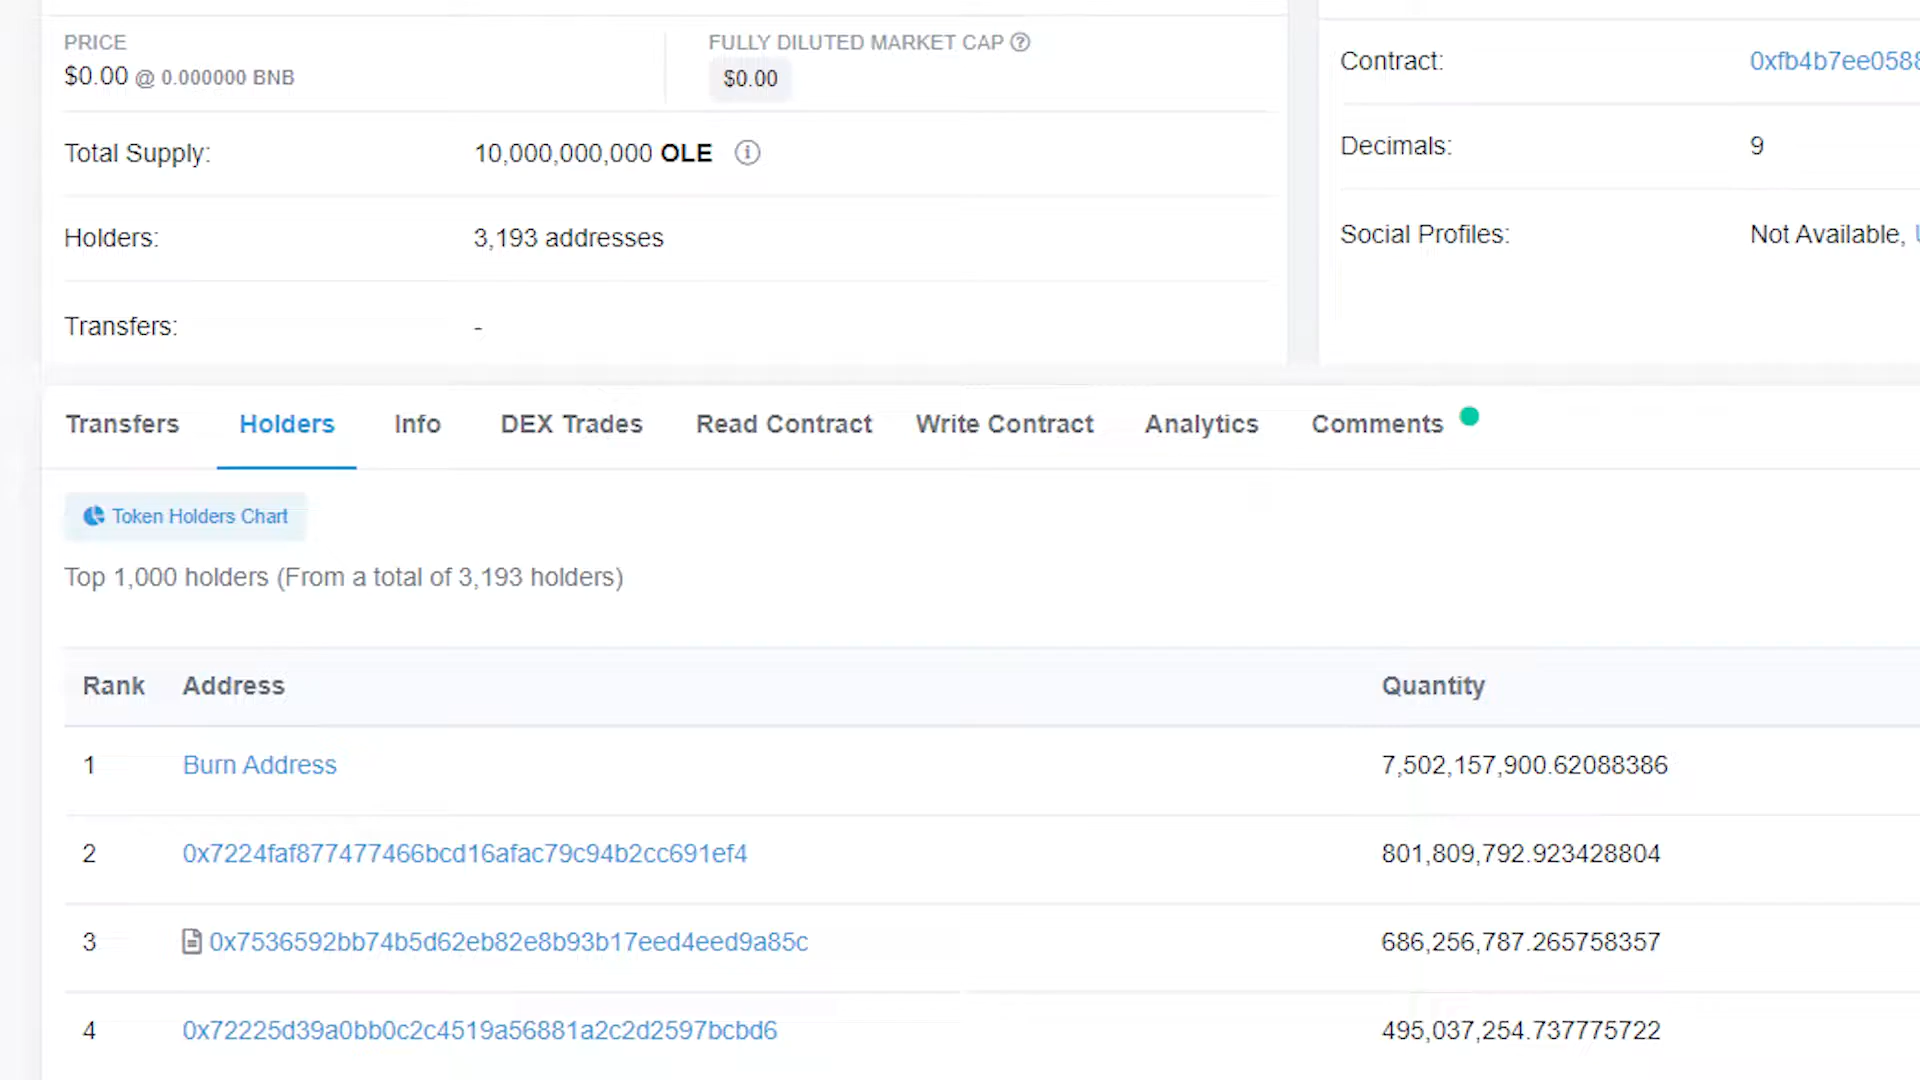 PRICE
$0.00 @ 0.000000 BNB
FULLY DILUTED MARKET CAP
$0.00
Total Supply: 10,000,000,000 OLE
Holders: 3,193 addresses
Transfers: -
Contract: 0xfb4b7ee0588
Decimals: 9
Social Profiles: Not Available,
Transfers Holders Info DEX Trades Read Contract Write Contract Analytics Comments
Token Holders Chart
Top 1,000 holders (From a total of 3,193 holders)
Rank Address Quantity
1 Burn Address 7,502,157,900.62088386
2 0x7224faf877477466bcd16afac79c94b2cc691ef4 801,809,792.923428804
3 0x7536592bb74b5d62eb82e8b93b17eed4eed9a85c 686,256,787.265758357
4 0x72225d39a0bb0c2c4519a56881a2c2d2597bcbd6 495,037,254.737775722